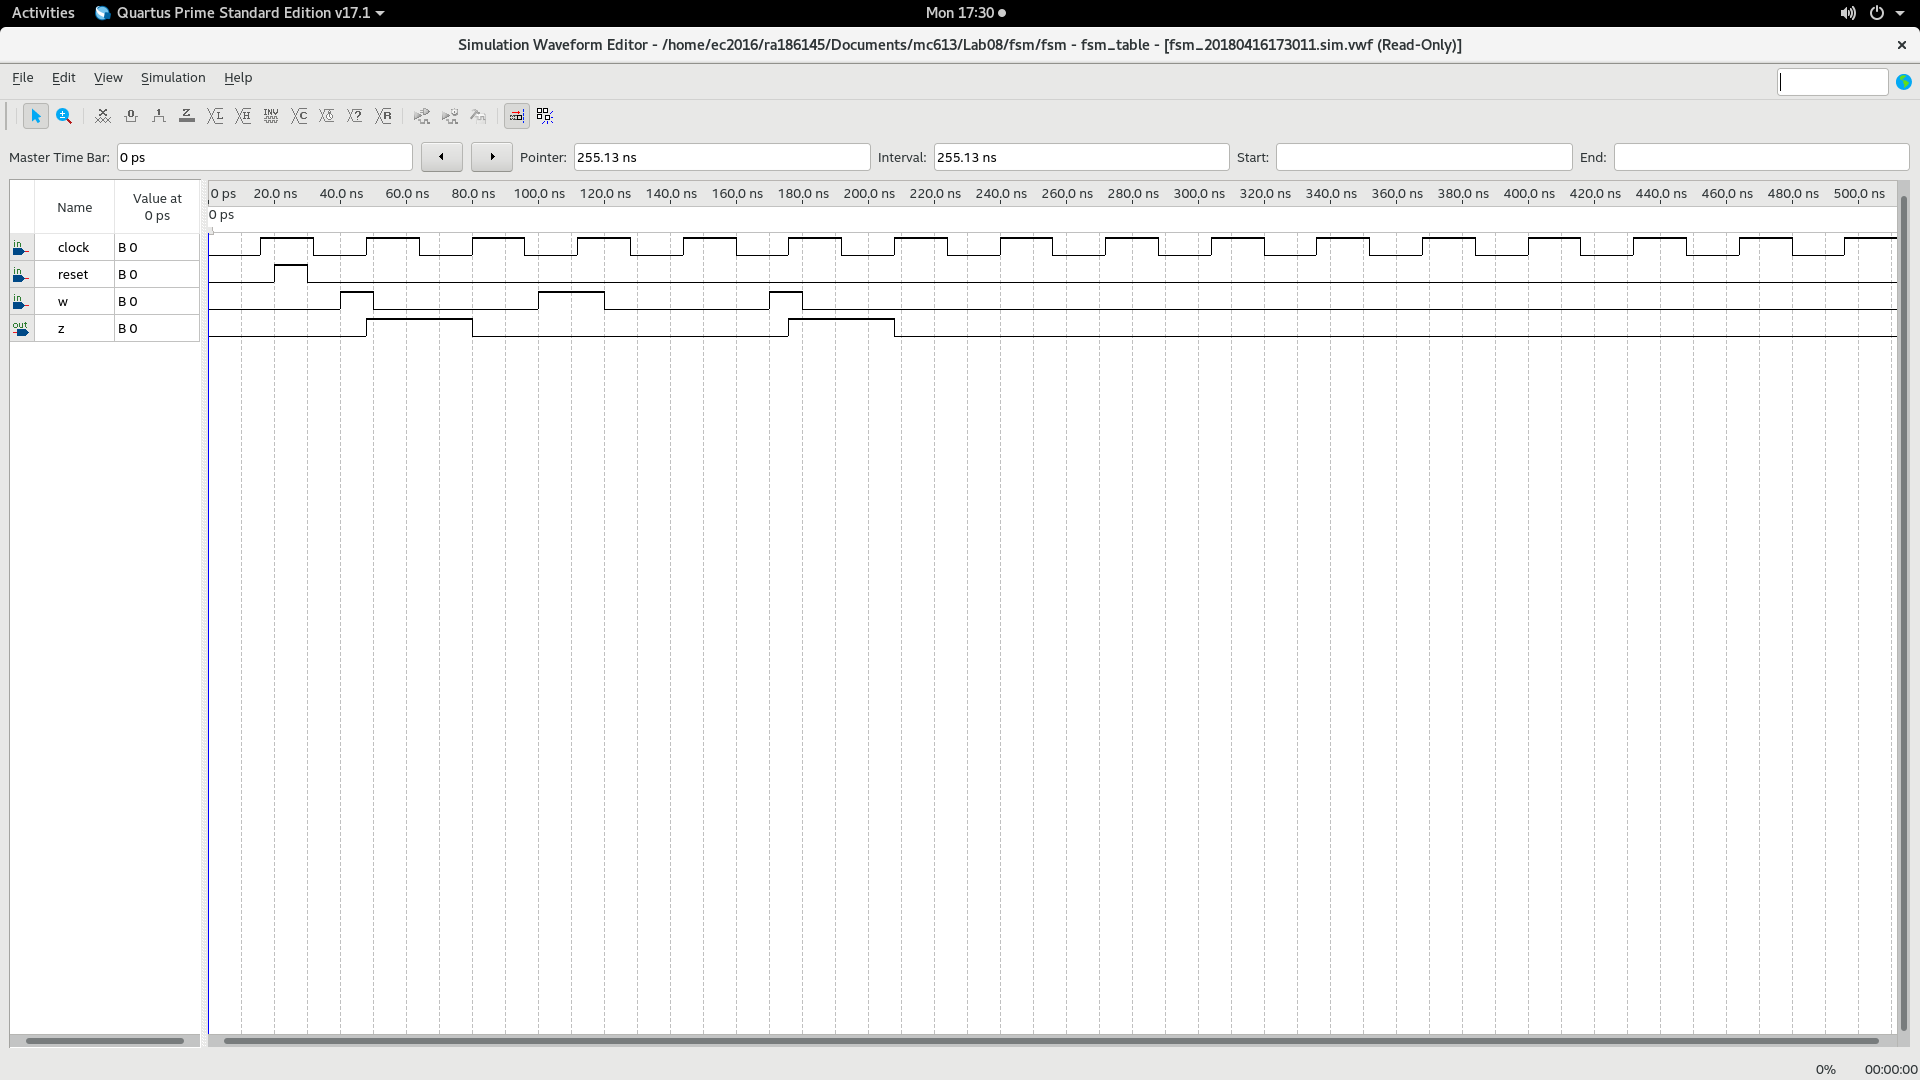 Activities Quartus Prime Standard Edition v17.1 Mon 17:30
Simulation Waveform Editor - /home/ec2016/ra186145/Documents/mc613/Lab08/fsm/fsm - fsm_table - [fsm_20180416173011.sim.vwf (Read-Only)]
File Edit View Simulation Help
Master Time Bar: 0 ps Pointer: 255.13 ns Interval: 255.13 ns Start: End:
Name Value at 0 ps
0 ps 20.0 ns 40.0 ns 60.0 ns 80.0 ns 100.0 ns 120.0 ns 140.0 ns 160.0 ns 180.0 ns 200.0 ns 220.0 ns 240.0 ns 260.0 ns 280.0 ns 300.0 ns 320.0 ns 340.0 ns 360.0 ns 380.0 ns 400.0 ns 420.0 ns 440.0 ns 460.0 ns 480.0 ns 500.0 ns
0 ps
in clock B 0
in reset B 0
in w B 0
out z B 0
0% 00:00:00